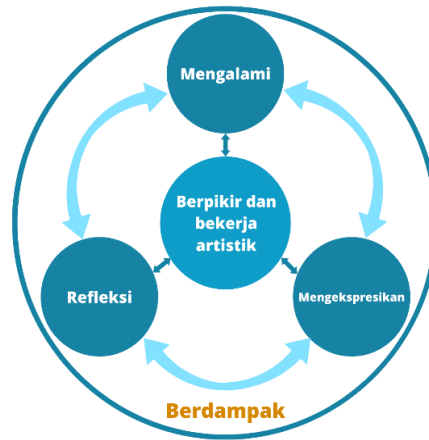 Mengalami
Berpikir dan
bekerja
artistik
Refleksi
Mengekspresikan
Berdampak